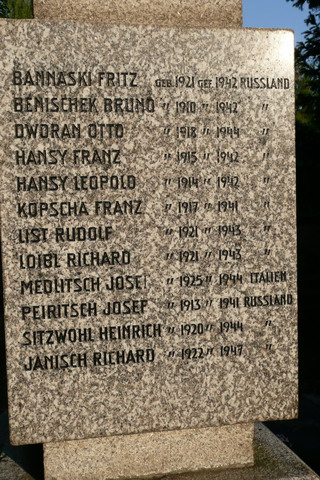 BANNASKI FRITZ GEB. 1921 GEF. 1942 RUSSLAND
BENISCHEK BRUNO " 1910 " 1942 "
DWORAN OTTO " 1918 " 1944 "
HANSY FRANZ " 1915 " 1942 "
HANSY LEOPOLD " 1914 " 1942 "
KOPSCHA FRANZ " 1917 " 1941 "
LIST RUDOLF " 1921 " 1943 "
LOIBL RICHARD " 1921 " 1943 "
MEDLITSCH JOSEF " 1925 " 1944 ITALIEN
PEIRITSCH JOSEF " 1913 " 1941 RUSSLAND
SITZWOHL HEINRICH " 1920 " 1944 "
JANISCH RICHARD " 1922 " 1947 "